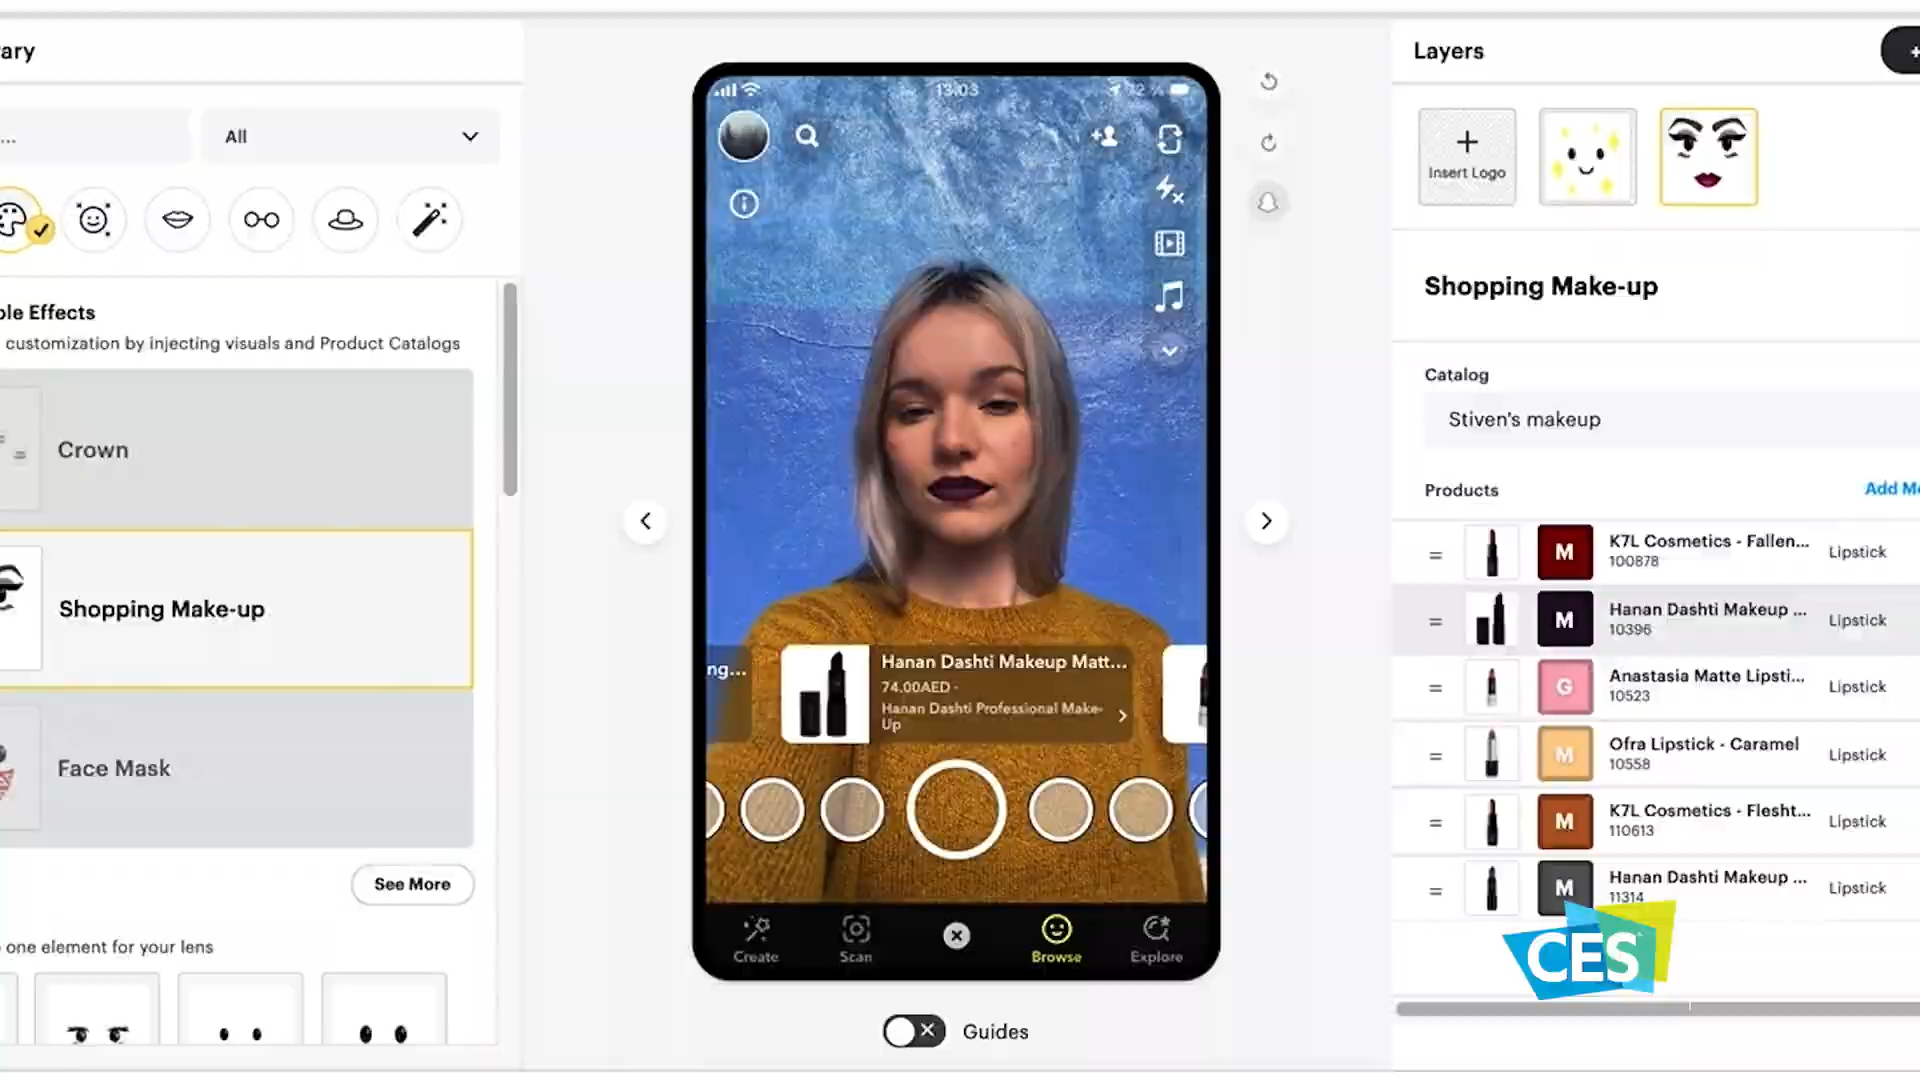 ary
...
All
ble Effects
customization by injecting visuals and Product Catalogs
Crown
Shopping Make-up
Face Mask
See More
one element for your lens
13:03
ng...
Hanan Dashti Makeup Matt...
74.00AED -
Hanan Dashti Professional Make-
Up
Create
Scan
Browse
Explore
Guides
Layers
+
Insert Logo
Shopping Make-up
Catalog
Stiven's makeup
Products
Add Mo
M
K7L Cosmetics - Fallen...
100878
Lipstick
M
Hanan Dashti Makeup ...
10396
Lipstick
G
Anastasia Matte Lipsti...
10523
Lipstick
M
Ofra Lipstick - Caramel
10558
Lipstick
M
K7L Cosmetics - Flesht...
110613
Lipstick
M
Hanan Dashti Makeup ...
11314
Lipstick
CES